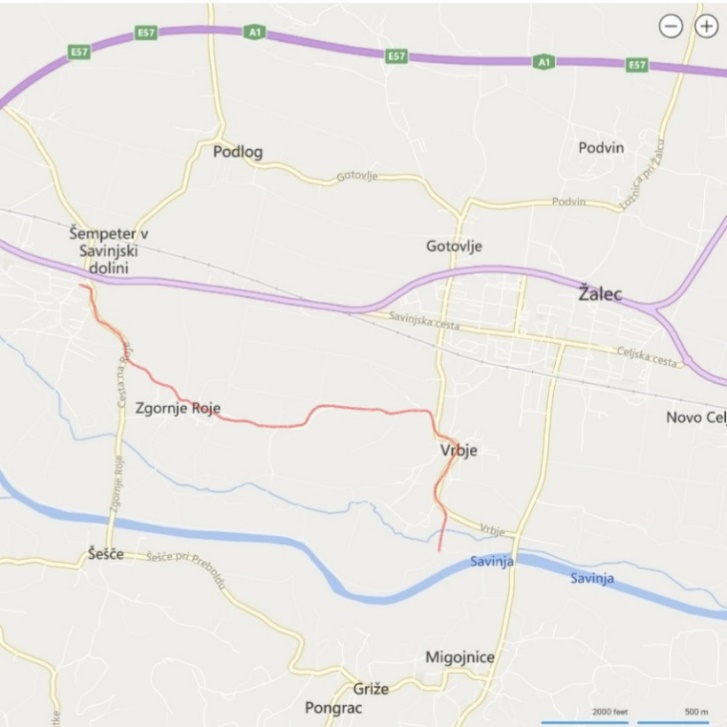 E57
A1
E57
E57
A1
E57
Podlog
Podvin
Gotovlje
Ložnica pri Žalcu
Podvin
Šempeter v
Savinjski
dolini
Gotovlje
Žalec
Savinjska cesta
Celjska cesta
Cesta na Roje
Zgornje Roje
Novo Cel
Vrbje
Zgornje Roje
Vrbje
Šešče
Šešče pri Preboldu
Savinja
Savinja
Migojnice
Griže
Pongrac
tke
2000 feet
500 m